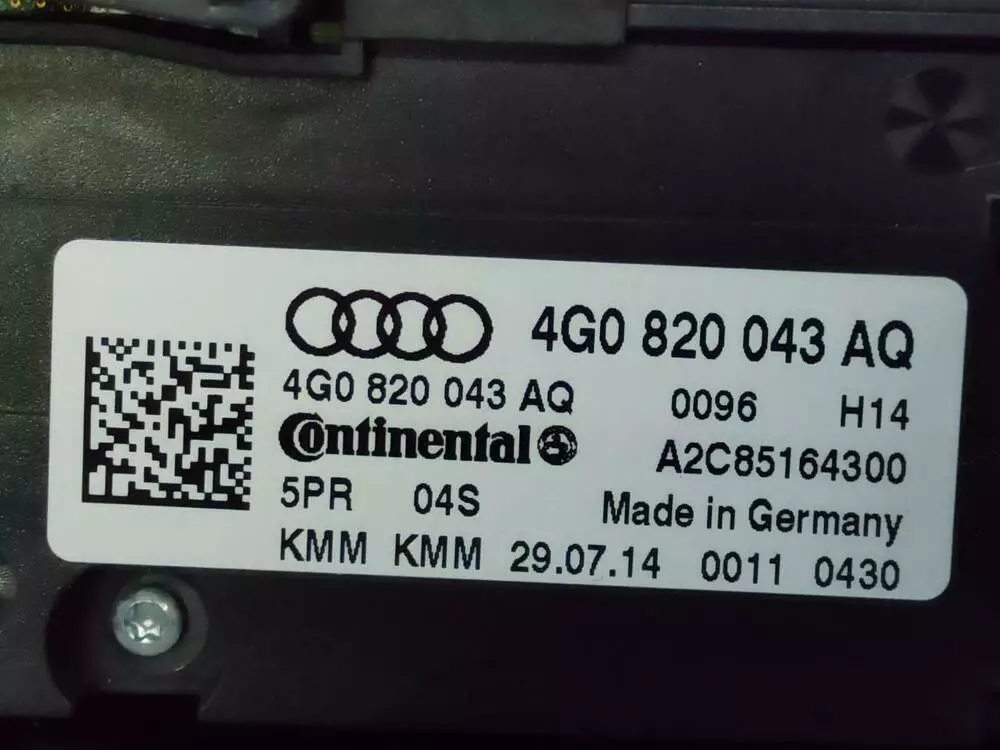 4G0 820 043 AQ
4G0 820 043 AQ 0096 H14
Continental A2C85164300
5PR 04S Made in Germany
KMM KMM 29.07.14 0011 0430